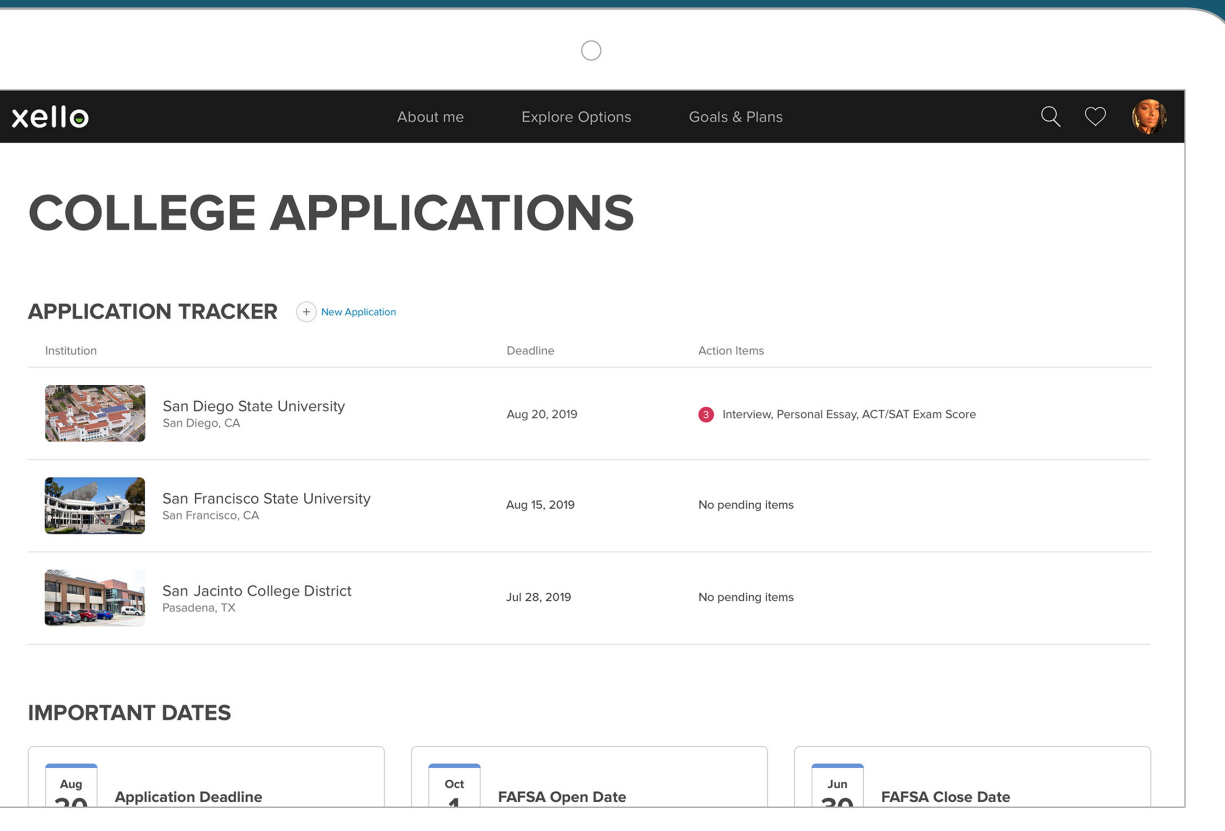 xello
About me
Explore Options
Goals & Plans
COLLEGE APPLICATIONS
APPLICATION TRACKER
+ New Application
Institution
Deadline
Action Items
San Diego State University
San Diego, CA
Aug 20, 2019
3 Interview, Personal Essay, ACT/SAT Exam Score
San Francisco State University
San Francisco, CA
Aug 15, 2019
No pending items
San Jacinto College District
Pasadena, TX
Jul 28, 2019
No pending items
IMPORTANT DATES
Aug
20
Application Deadline
Oct
1
FAFSA Open Date
Jun
30
FAFSA Close Date